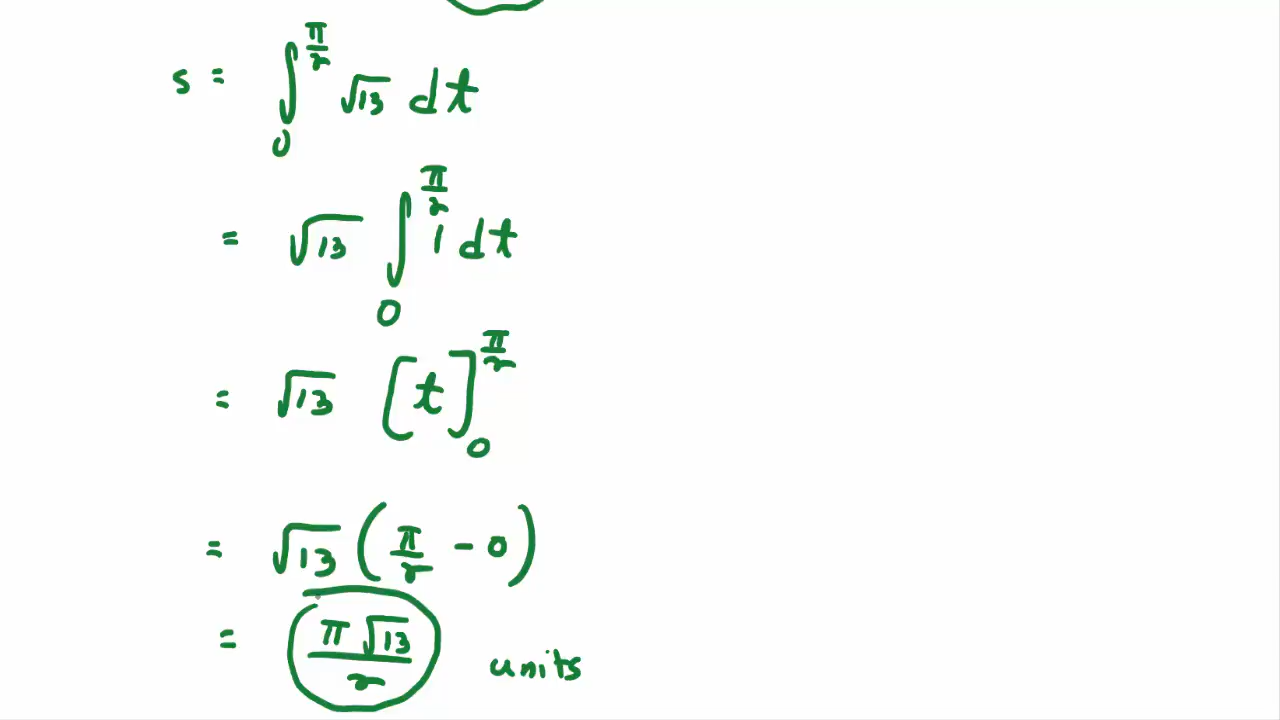 s = ∫₀^{π/2} √13 dt
= √13 ∫₀^{π/2} 1 dt
= √13 [t]₀^{π/2}
= √13 (π/2 - 0)
= π√13/2 units